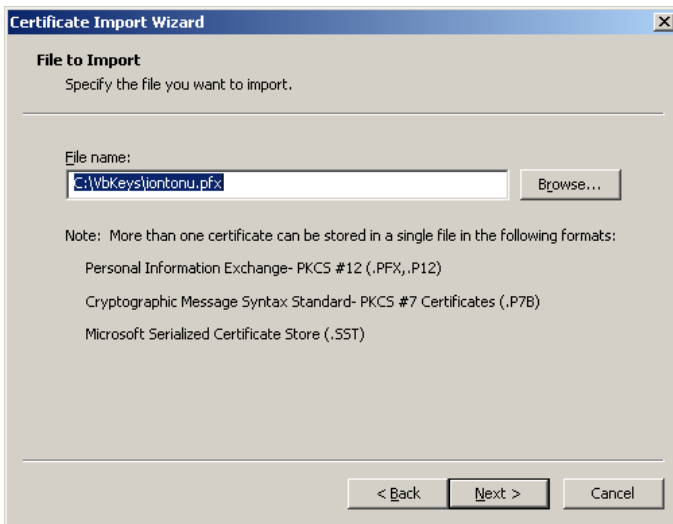 Certificate Import Wizard
File to Import
Specify the file you want to import.
File name:
C:\VbKeys\iontonu.pfx
Browse...
Note: More than one certificate can be stored in a single file in the following formats:
Personal Information Exchange- PKCS #12 (.PFX,.P12)
Cryptographic Message Syntax Standard- PKCS #7 Certificates (.P7B)
Microsoft Serialized Certificate Store (.SST)
< Back
Next >
Cancel